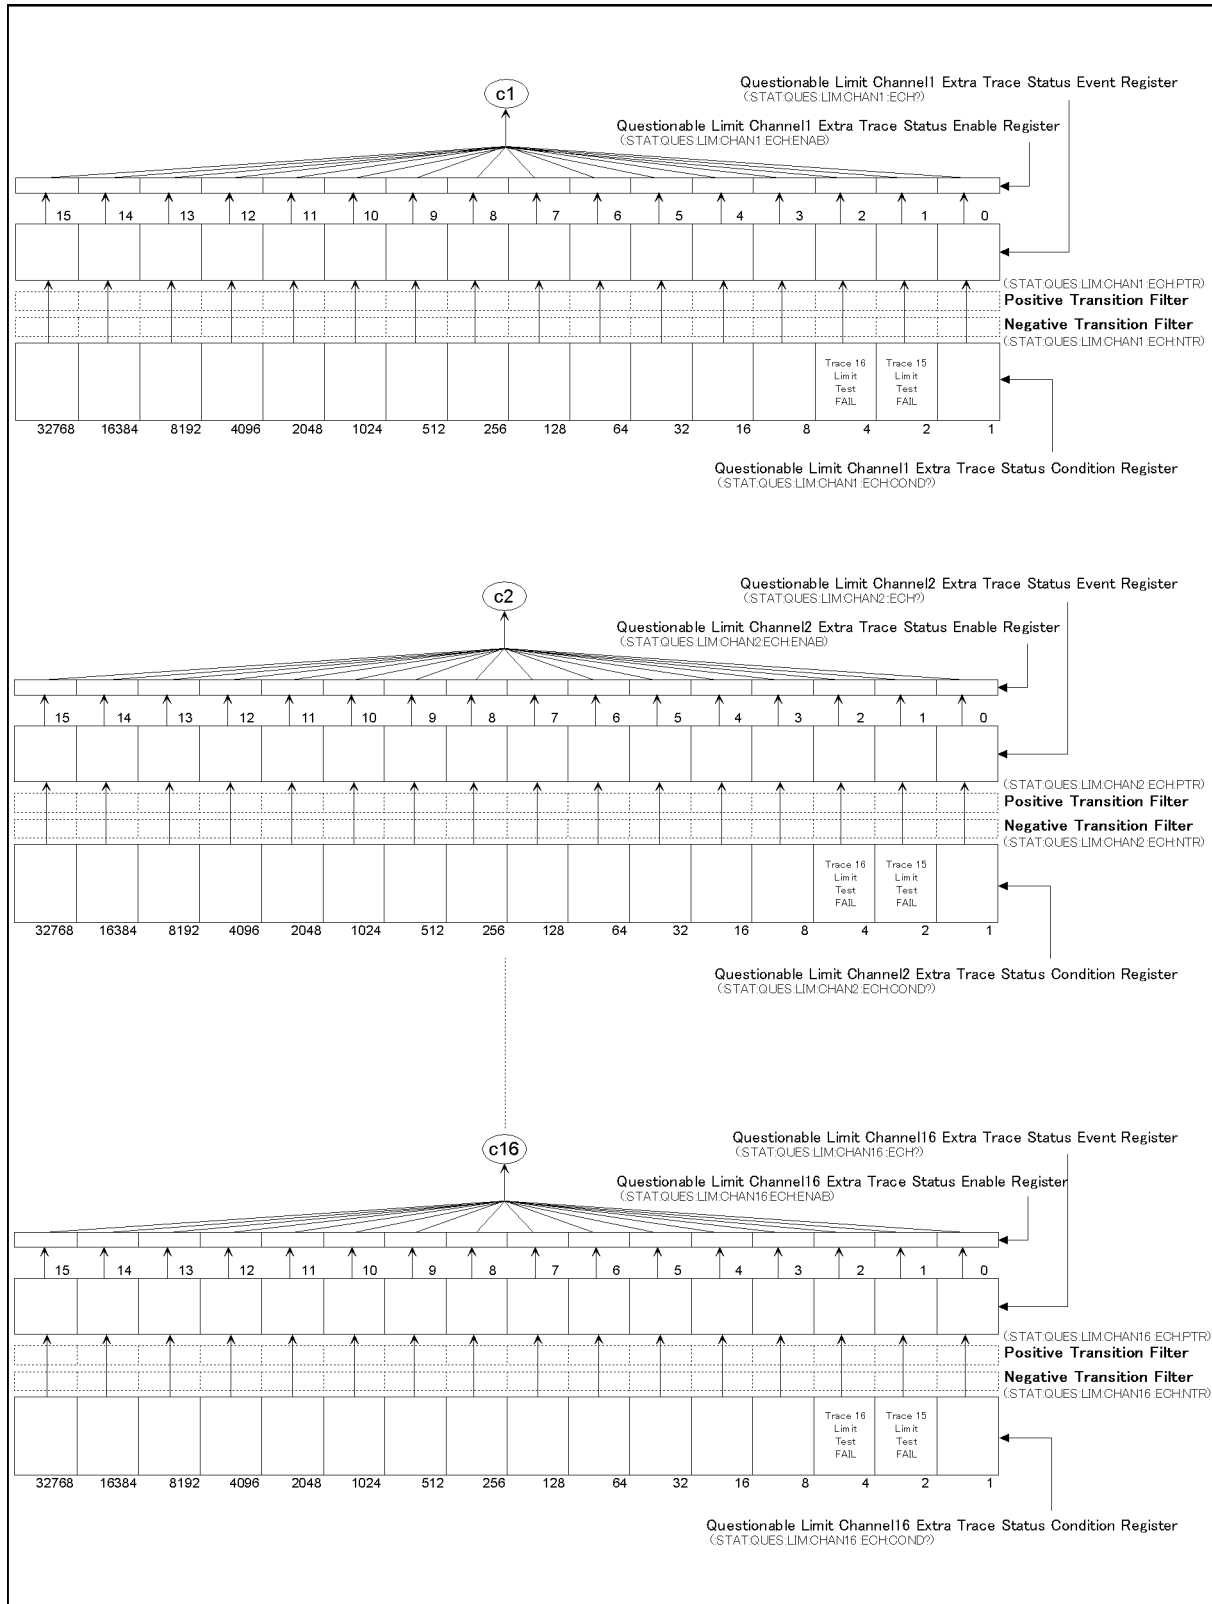 Questionable Limit Channel1 Extra Trace Status Event Register
(:STAT:QUES:LIM:CHAN1:ECH?)
c1
Questionable Limit Channel1 Extra Trace Status Enable Register
(:STAT:QUES:LIM:CHAN1:ECH:ENAB)
15 14 13 12 11 10 9 8 7 6 5 4 3 2 1 0
(:STAT:QUES:LIM:CHAN1:ECH:PTR)
Positive Transition Filter
Negative Transition Filter
(:STAT:QUES:LIM:CHAN1:ECH:NTR)
Trace 16 Trace 15
Limit Limit
Test Test
FAIL FAIL
32768 16384 8192 4096 2048 1024 512 256 128 64 32 16 8 4 2 1
Questionable Limit Channel1 Extra Trace Status Condition Register
(:STAT:QUES:LIM:CHAN1:ECH:COND?)
Questionable Limit Channel2 Extra Trace Status Event Register
(:STAT:QUES:LIM:CHAN2:ECH?)
c2
Questionable Limit Channel2 Extra Trace Status Enable Register
(:STAT:QUES:LIM:CHAN2:ECH:ENAB)
15 14 13 12 11 10 9 8 7 6 5 4 3 2 1 0
(:STAT:QUES:LIM:CHAN2:ECH:PTR)
Positive Transition Filter
Negative Transition Filter
(:STAT:QUES:LIM:CHAN2:ECH:NTR)
Trace 16 Trace 15
Limit Limit
Test Test
FAIL FAIL
32768 16384 8192 4096 2048 1024 512 256 128 64 32 16 8 4 2 1
Questionable Limit Channel2 Extra Trace Status Condition Register
(:STAT:QUES:LIM:CHAN2:ECH:COND?)
Questionable Limit Channel16 Extra Trace Status Event Register
(:STAT:QUES:LIM:CHAN16:ECH?)
c16
Questionable Limit Channel16 Extra Trace Status Enable Register
(:STAT:QUES:LIM:CHAN16:ECH:ENAB)
15 14 13 12 11 10 9 8 7 6 5 4 3 2 1 0
(:STAT:QUES:LIM:CHAN16:ECH:PTR)
Positive Transition Filter
Negative Transition Filter
(:STAT:QUES:LIM:CHAN16:ECH:NTR)
Trace 16 Trace 15
Limit Limit
Test Test
FAIL FAIL
32768 16384 8192 4096 2048 1024 512 256 128 64 32 16 8 4 2 1
Questionable Limit Channel16 Extra Trace Status Condition Register
(:STAT:QUES:LIM:CHAN16:ECH:COND?)